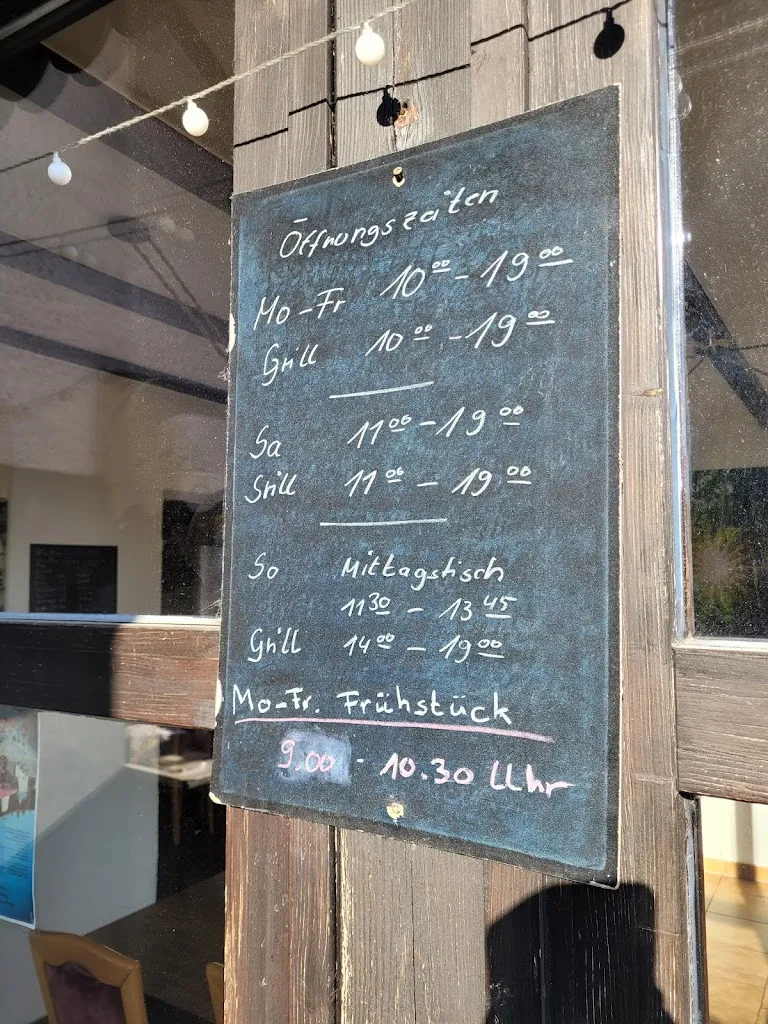 Öffnungszeiten
Mo-Fr 10⁰⁰-19⁰⁰
Grill 10⁰⁰-19⁰⁰
Sa 11⁰⁰-19⁰⁰
Grill 11⁰⁰-19⁰⁰
So Mittagstisch
11³⁰-13⁴⁵
Grill 14⁰⁰-19⁰⁰
Mo-Fr. Frühstück
9.00-10.30 Uhr